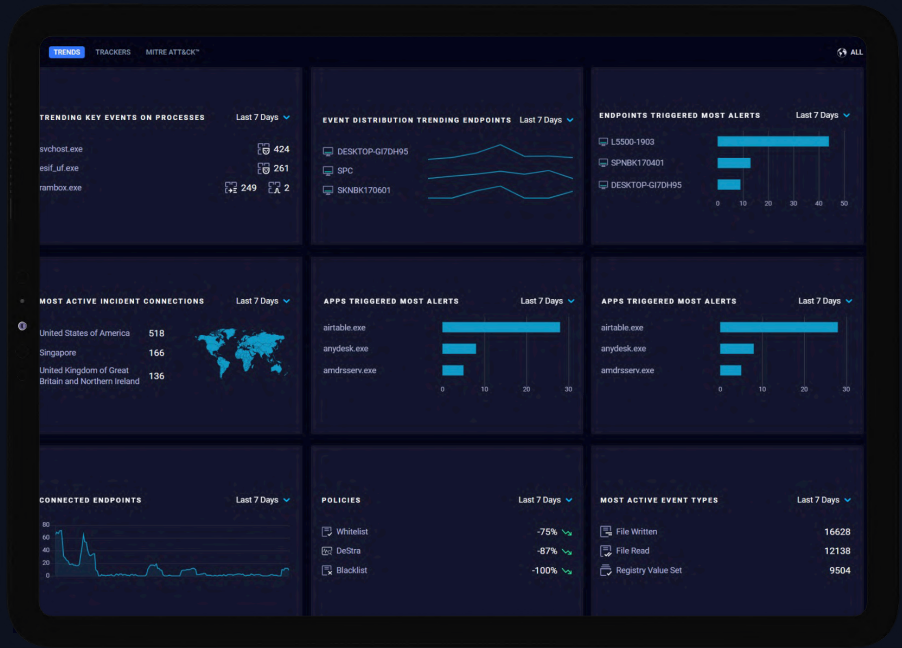 TRENDS TRACKERS MITRE ATT&CK™ ALL
TRENDING KEY EVENTS ON PROCESSES Last 7 Days
svchost.exe 424
esif_uf.exe 261
rambox.exe 249 2
EVENT DISTRIBUTION TRENDING ENDPOINTS Last 7 Days
DESKTOP-GI7DH95
SPC
SKNBK170601
ENDPOINTS TRIGGERED MOST ALERTS Last 7 Days
L5500-1903
SPNBK170401
DESKTOP-GI7DH95
0 10 20 30 40 50
MOST ACTIVE INCIDENT CONNECTIONS Last 7 Days
United States of America 518
Singapore 166
United Kingdom of Great
Britain and Northern Ireland 136
APPS TRIGGERED MOST ALERTS Last 7 Days
airtable.exe
anydesk.exe
amdrsserv.exe
0 10 20 30
APPS TRIGGERED MOST ALERTS Last 7 Days
airtable.exe
anydesk.exe
amdrsserv.exe
0 10 20 30
CONNECTED ENDPOINTS Last 7 Days
80
60
40
20
0
POLICIES Last 7 Days
Whitelist -75%
DeStra -87%
Blacklist -100%
MOST ACTIVE EVENT TYPES Last 7 Days
File Written 16628
File Read 12138
Registry Value Set 9504